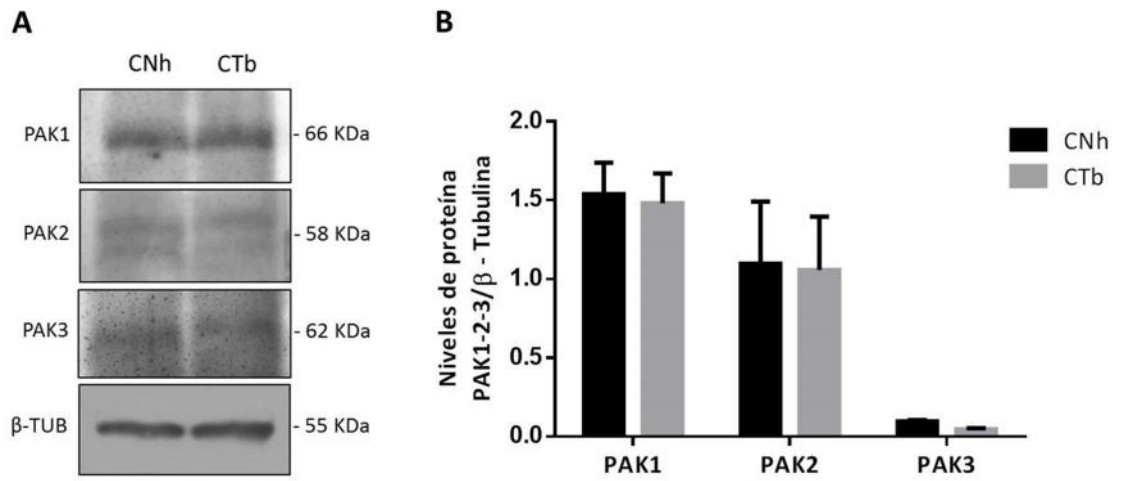 A
CNh CTb
PAK1 - 66 KDa
PAK2 - 58 KDa
PAK3 - 62 KDa
β-TUB - 55 KDa
B
Niveles de proteína
PAK1-2-3/β - Tubulina
2.0
1.5
1.0
0.5
0.0
PAK1 PAK2 PAK3
CNh
CTb